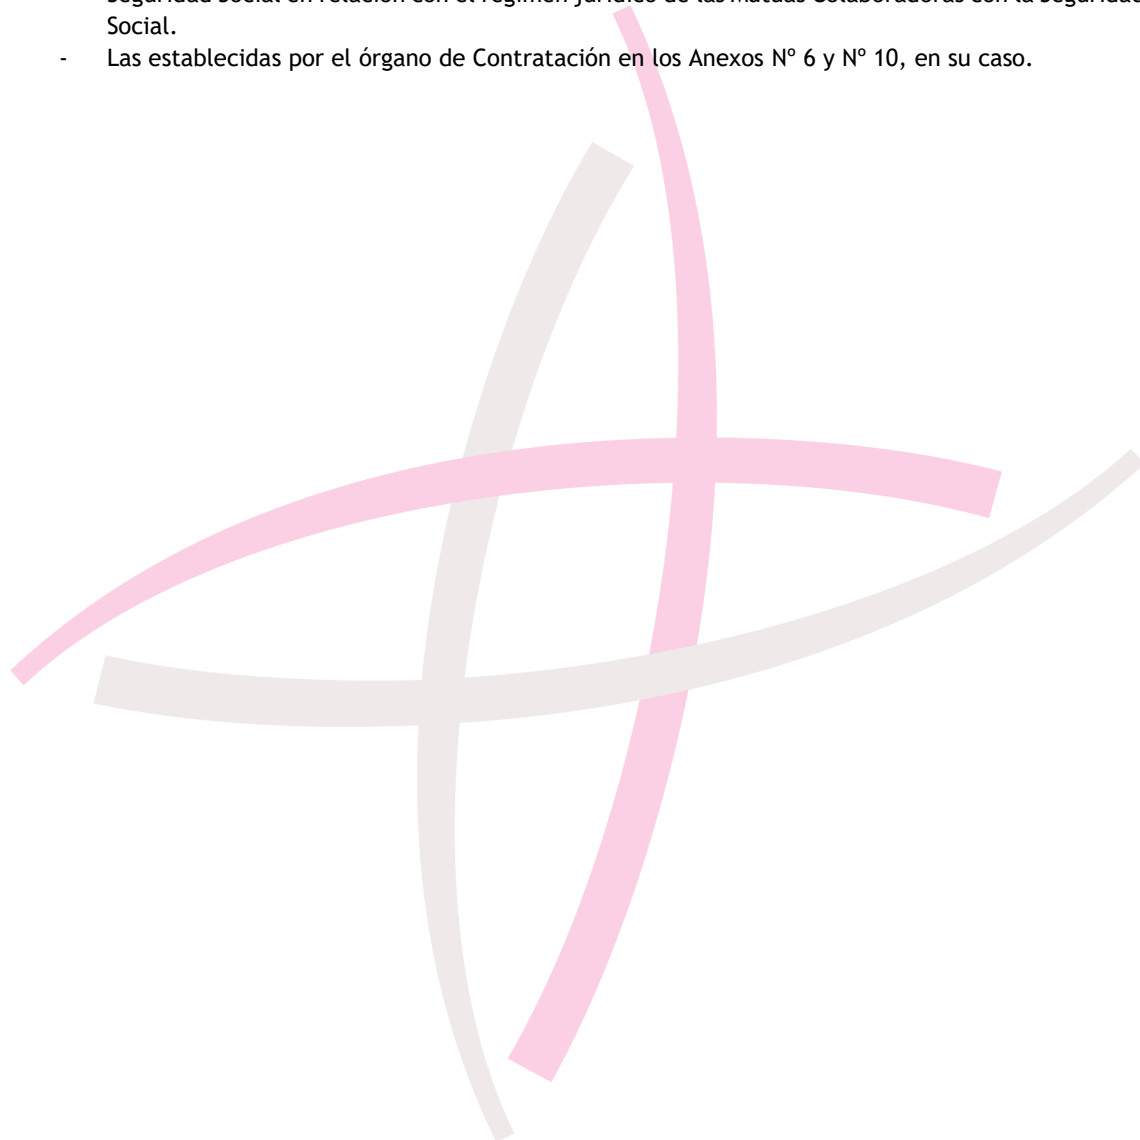 Seguridad Social en relación con el régimen jurídico de las Mutuas Colaboradoras con la Seguridad
Social.
- Las establecidas por el órgano de Contratación en los Anexos Nº 6 y Nº 10, en su caso.